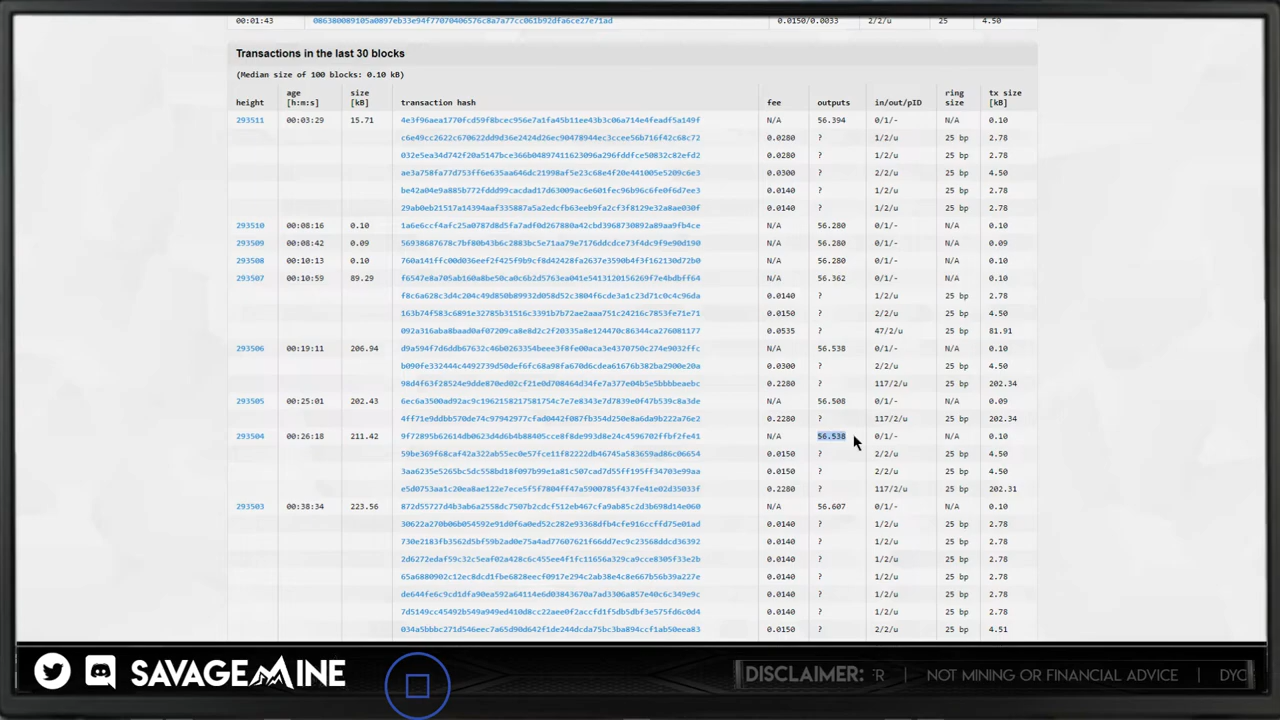 00:01:43 086380089105a0897eb33e94f77070406576c8a7a77cc061b92dfa6ce27e71ad 0.0150/0.0033 2/2/u 25 4.50
Transactions in the last 30 blocks
(Median size of 100 blocks: 0.10 kB)
height age [h:m:s] size [kB] transaction hash fee outputs in/out/pID ring size tx size [kB]
293511 00:03:29 15.71 4e3f96aea1770fcd59f8bcec956e7a1fa45b11ee43b3c06a714e4feadf5a149f N/A 56.394 0/1/- N/A 0.10
c6e49cc2622c670622dd9d36e2424d26ec90478944ec3ccee56b716f42c68c72 0.0280 ? 1/2/u 25 bp 2.78
032e5ea34d742f20a5147bce366b04897411623096a296fddfce50832c82efd2 0.0280 ? 1/2/u 25 bp 2.78
ae3a758fa77d753ff6e635aa646dc21998af5e23c68e4f20e441005e5209c6e3 0.0300 ? 2/2/u 25 bp 4.50
be42a04e9a885b772fddd99cacdad17d63009ac6e601fec96b96c6fe0f6d7ee3 0.0140 ? 1/2/u 25 bp 2.78
29ab0eb21517a14394aaf335887a5a2edcfb63eeb9fa2cf3f8129e32a8ae030f 0.0140 ? 1/2/u 25 bp 2.78
293510 00:08:16 0.10 1a6e6ccf4afc25a0787d8d5fa7adf0d267880a42cbd3968730892a89aa9fb4ce N/A 56.280 0/1/- N/A 0.10
293509 00:08:42 0.09 56938687678c7bf80b43b6c2883bc5e71aa79e7176ddcdce73f4dc9f9e90d190 N/A 56.280 0/1/- N/A 0.09
293508 00:10:13 0.10 760a141ffc00d036eef2f425f9b9cf8d42428fa2637e3590b4f3f162130d72b0 N/A 56.280 0/1/- N/A 0.10
293507 00:10:59 89.29 f6547e8a705ab160a8be50ca0c6b2d5763ea041e5413120156269f7e4bdbff64 N/A 56.362 0/1/- N/A 0.10
f8c6a628c3d4c204c49d850b89932d058d52c3804f6cde3a1c23d71c0c4c96da 0.0140 ? 1/2/u 25 bp 2.78
163b74f583c6891e32785b31516c3391b7b72ae2aaa751c24216c7853fe71e71 0.0150 ? 2/2/u 25 bp 4.50
092a316aba8baad0af07209ca8e8d2c2f20335a8e124470c86344ca276081177 0.0535 ? 47/2/u 25 bp 81.91
293506 00:19:11 206.94 d9a594f7d6ddb67632c46b0263354beee3f8fe00aca3e4370750c274e9032ffc N/A 56.538 0/1/- N/A 0.10
b090fe332444c4492739d50def6fc68a98fa670d6cdea61676b382ba2900e20a 0.0300 ? 2/2/u 25 bp 4.50
98d4f63f28524e9dde870ed02cf21e0d708464d34fe7a377e04b5e5bbbbeaebc 0.2280 ? 117/2/u 25 bp 202.34
293505 00:25:01 202.43 6ec6a3500ad92ac9c1962158217581754c7e7e8343e7d7839e0f47b539c8a3de N/A 56.508 0/1/- N/A 0.09
4ff71e9ddbb570de74c97942977cfad0442f087fb354d250e8a6da9b222a76e2 0.2280 ? 117/2/u 25 bp 202.34
293504 00:26:18 211.42 9f72895b62614db0623d4d6b4b88405cce8f8de993d8e24c4596702ffbf2fe41 N/A 56.538 0/1/- N/A 0.10
59be369f68caf42a322ab55ec0e57fce11f82222db46745a583659ad86c06654 0.0150 ? 2/2/u 25 bp 4.50
3aa6235e5265bc5dc558bd18f097b99e1a81c507cad7d55ff195ff34703e99aa 0.0150 ? 2/2/u 25 bp 4.50
e5d0753aa1c20ea8ae122e7ece5f5f7804ff47a5900785f437fe41e02d35033f 0.2280 ? 117/2/u 25 bp 202.31
293503 00:38:34 223.56 872d55727d4b3ab6a2558dc7507b2cdcf512eb467cfa9ab85c2d3b698d14e060 N/A 56.607 0/1/- N/A 0.10
30622a270b06b054592e91d0f6a0ed52c282e93368dfb4cfe916ccffd75e01ad 0.0140 ? 1/2/u 25 bp 2.78
730e2183fb3562d5bf59b2ad0e75a4ad77607621f66dd7ec9c23568ddcd36392 0.0140 ? 1/2/u 25 bp 2.78
2d6272edaf59c32c5eaf02a428c6c455ee4f1fc11656a329ca9cce8305f33e2b 0.0140 ? 1/2/u 25 bp 2.78
65a6880902c12ec8dcd1fbe6828eecf0917e294c2ab38e4c8e667b56b39a227e 0.0140 ? 1/2/u 25 bp 2.78
de644fe6c9cd1dfa90ea592a64114e6d03843670a7ad3306a857e40c6c349e9c 0.0140 ? 1/2/u 25 bp 2.78
7d5149cc45492b549a949ed410d8cc22aee0f2accfd1f5db5dbf3e575fd6c0d4 0.0140 ? 1/2/u 25 bp 2.78
034a5bbbc271d546eec7a65d90d642f1de244dcda75bc3ba894ccf1ab50eea83 0.0150 ? 2/2/u 25 bp 4.51
SAVAGEMINE DISCLAIMER: R | NOT MINING OR FINANCIAL ADVICE | DYO